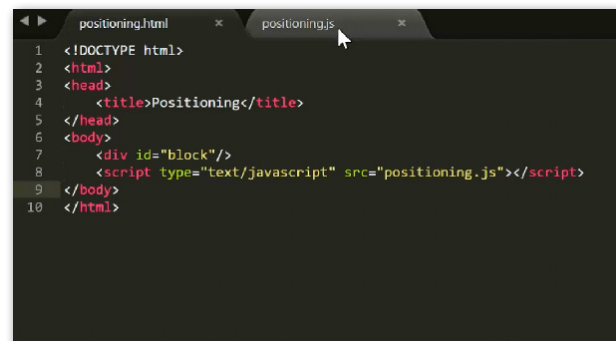 positioning.html × positioning.js ×
1 <!DOCTYPE html>
2 <html>
3 <head>
4 <title>Positioning</title>
5 </head>
6 <body>
7 <div id="block"/>
8 <script type="text/javascript" src="positioning.js"></script>
9 </body>
10 </html>